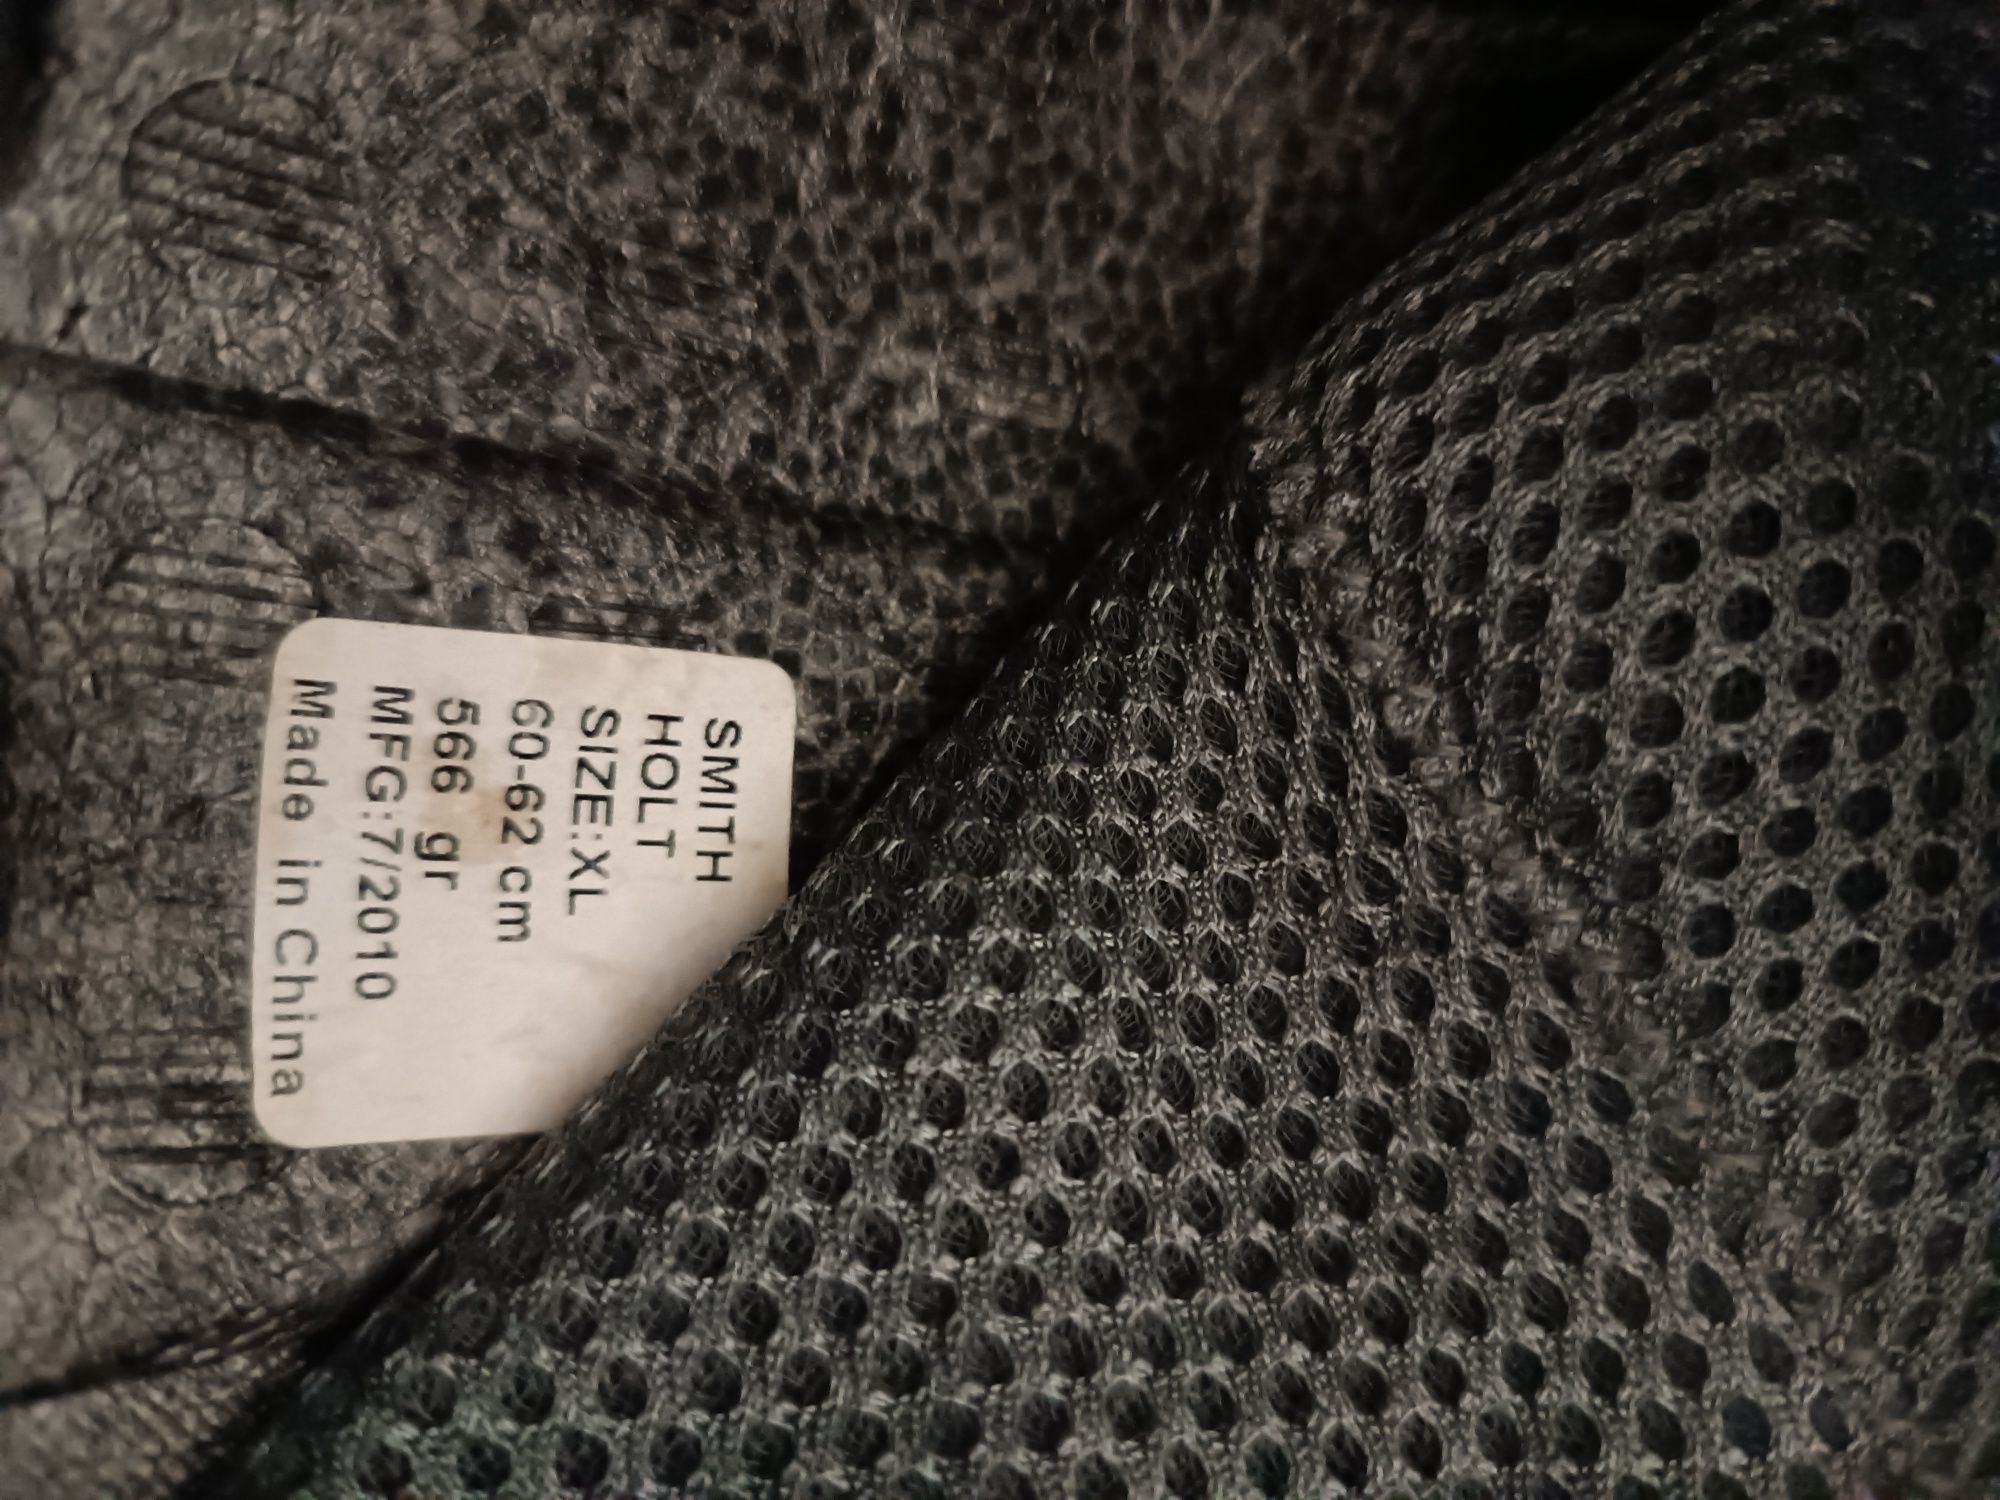 SMITH
HOLT
SIZE:XL
60-62 cm
566 gr
MFG:7/2010
Made in China